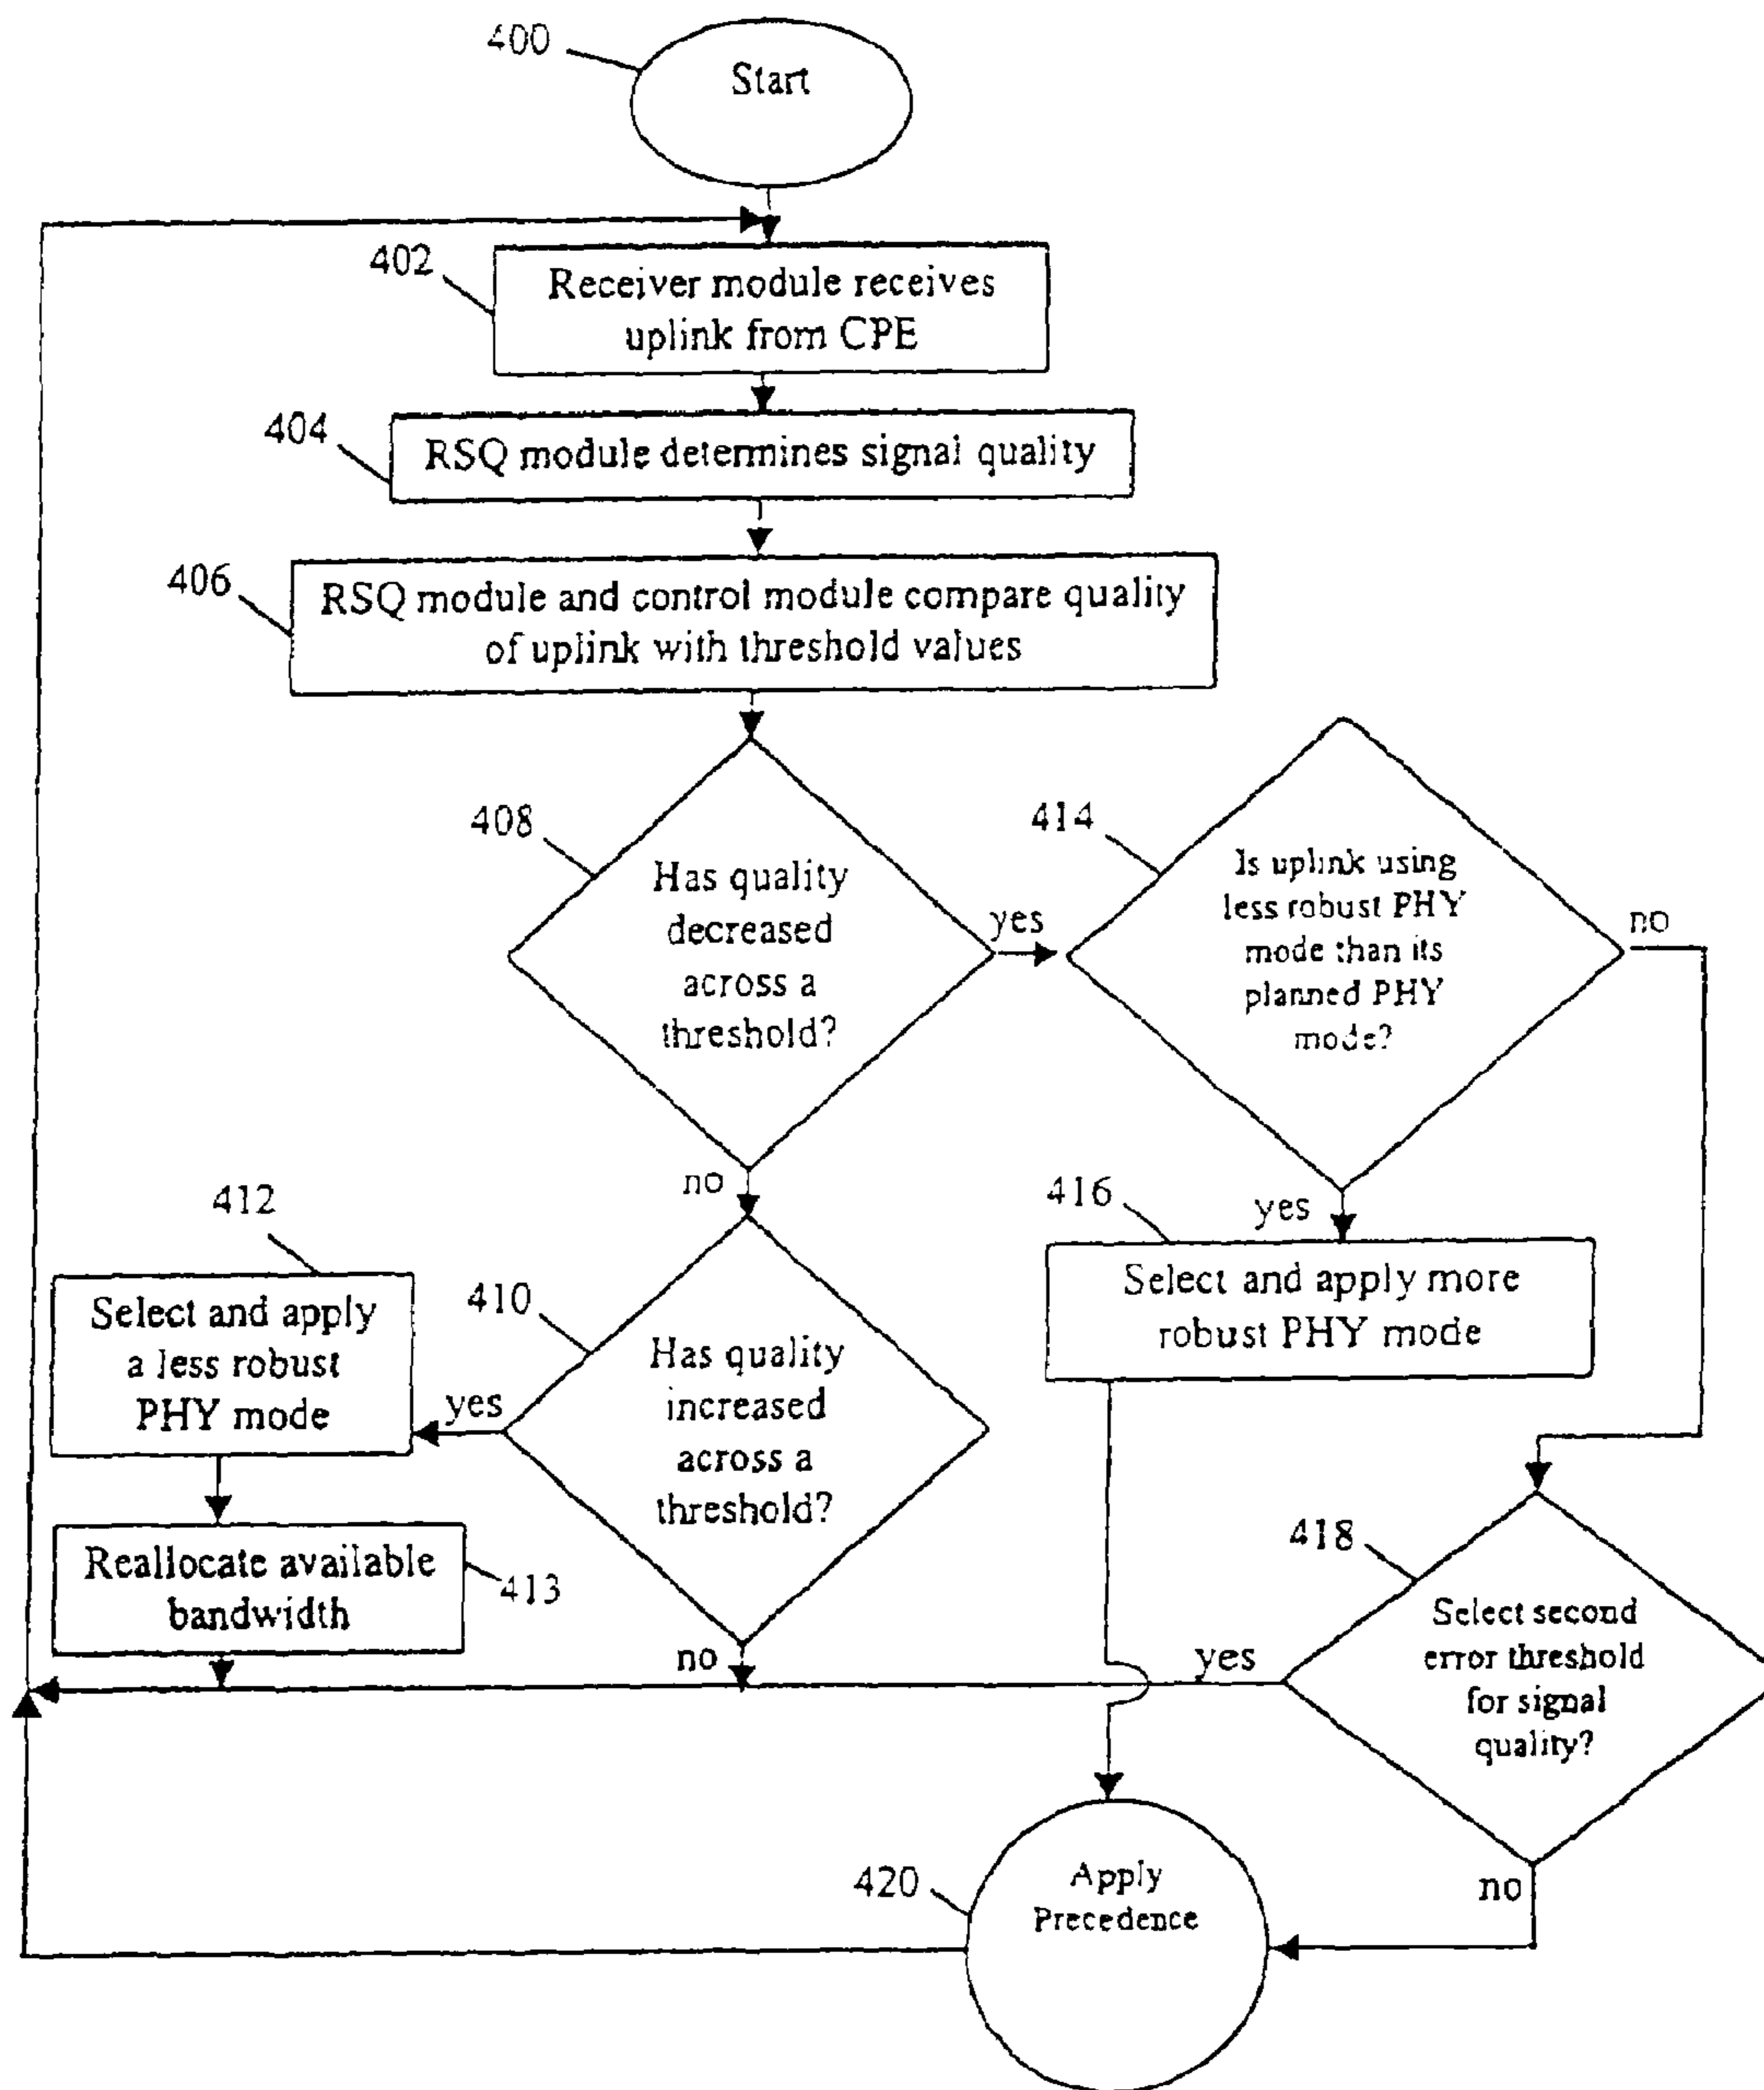 400
Start
402
Receiver module receives
uplink from CPE
404
RSQ module determines signal quality
406
RSQ module and control module compare quality
of uplink with threshold values
408
Has quality
decreased
across a
threshold?
yes
no
414
Is uplink using
less robust PHY
mode than its
planned PHY
mode?
no
yes
416
Select and apply more
robust PHY mode
412
Select and apply
a less robust
PHY mode
410
Has quality
increased
across a
threshold?
yes
no
Reallocate available
bandwidth
413
418
Select second
error threshold
for signal
quality?
yes
no
420
Apply
Precedence